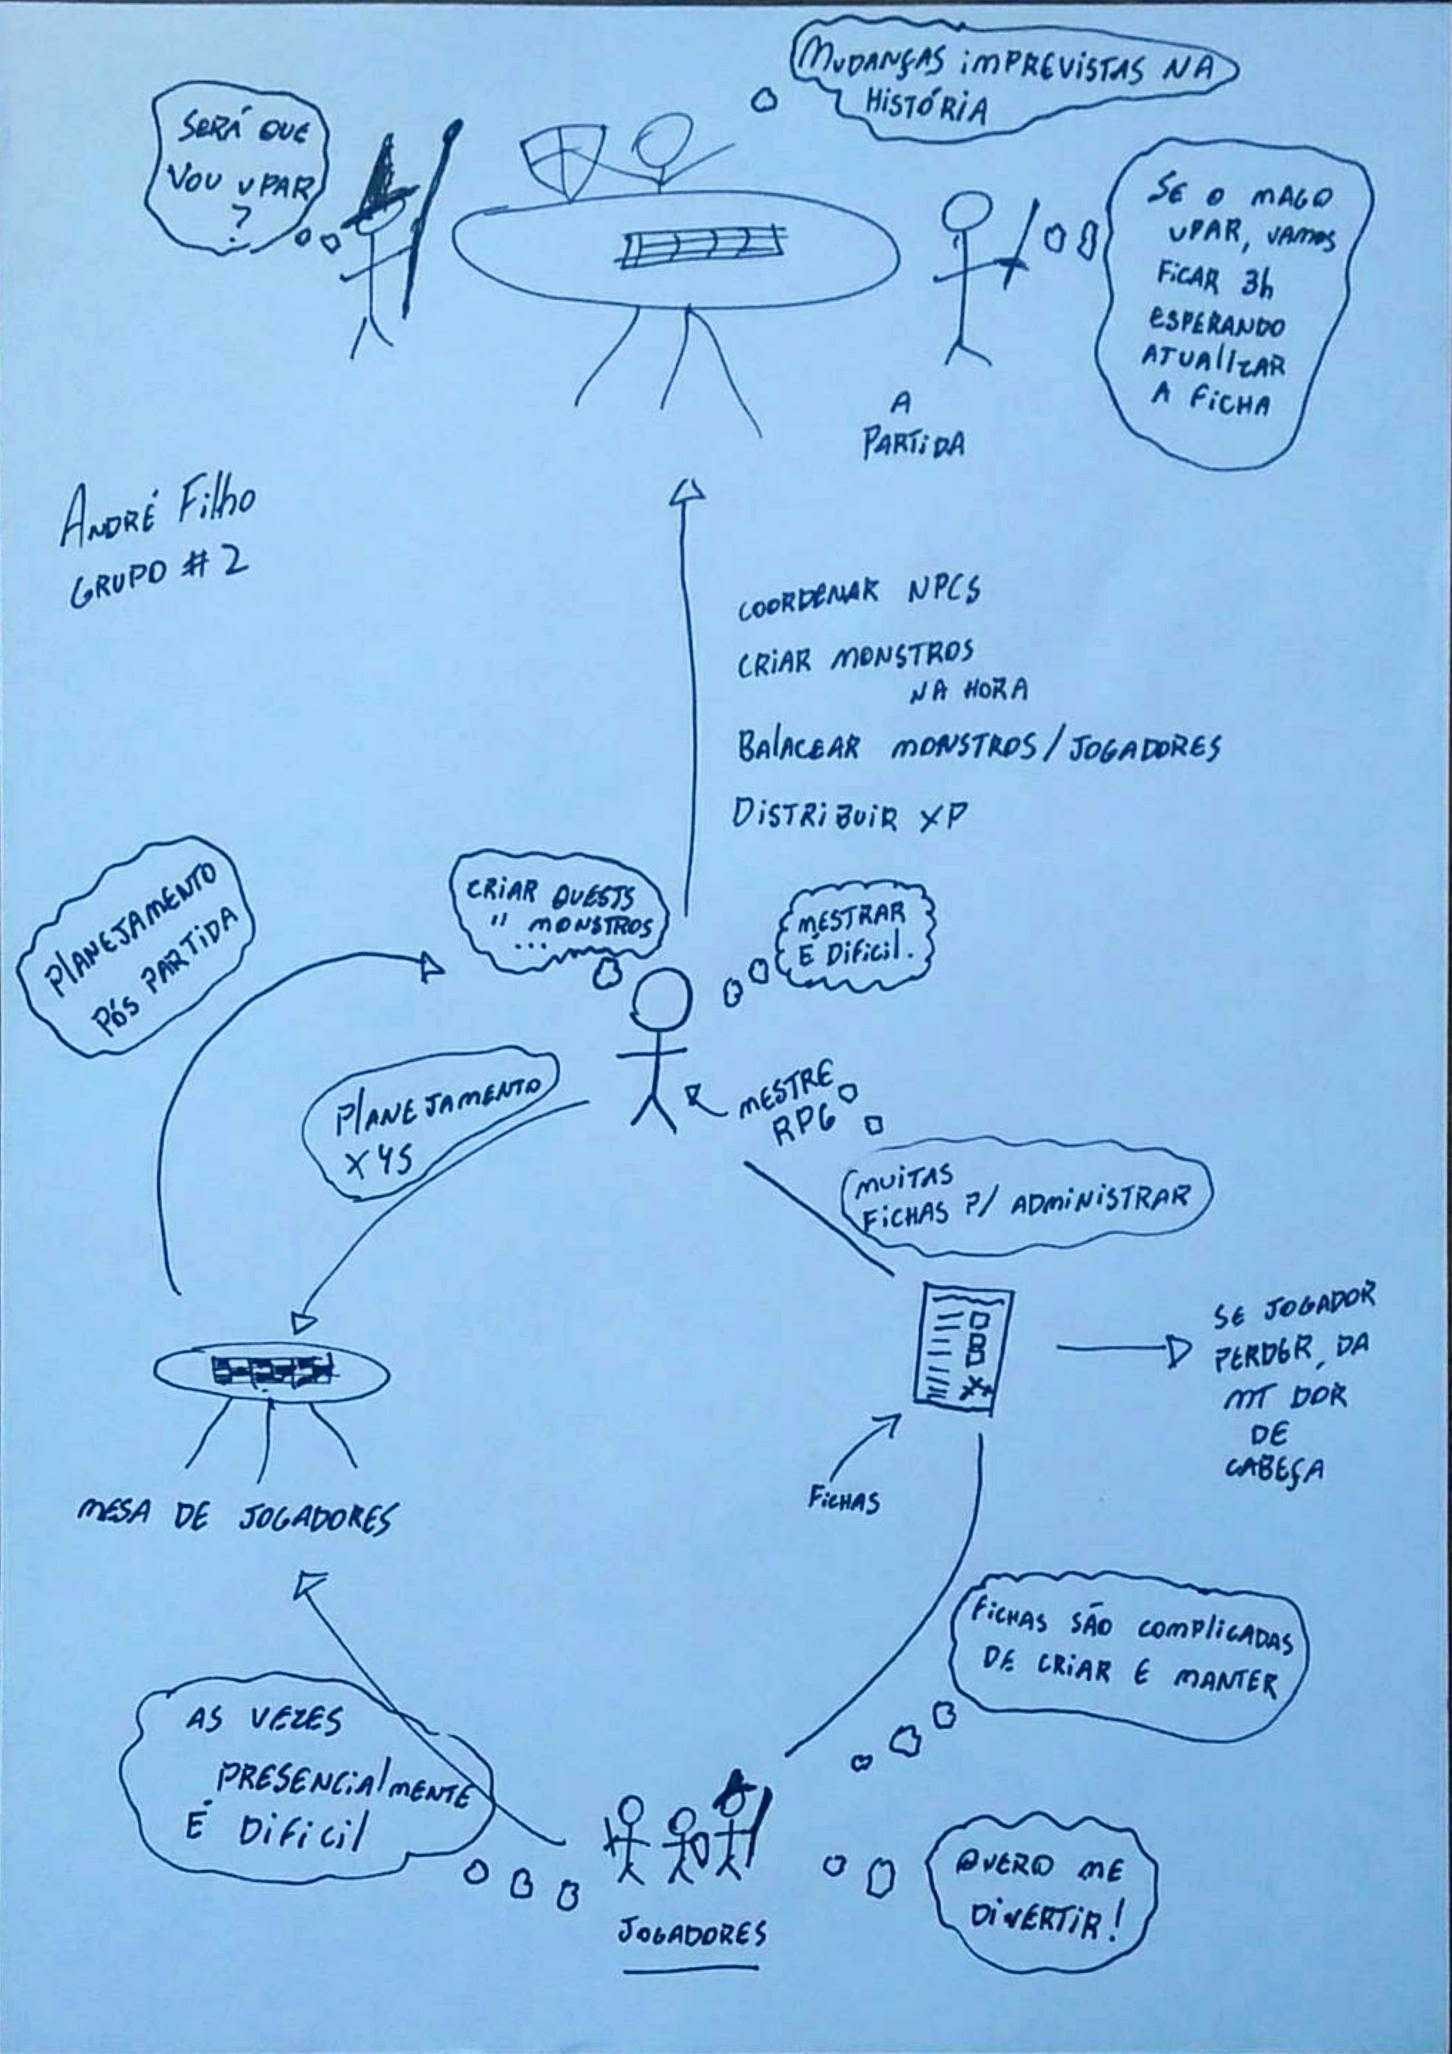 MUDANÇAS IMPREVISTAS NA
HISTÓRIA
SERÁ QUE
VOU UPAR
?
SE O MAGO
UPAR, VAMOS
FICAR 3h
ESPERANDO
ATUALIZAR
A FICHA
A
PARTIDA
ANDRÉ Filho
GRUPO #2
COORDENAR NPCS
CRIAR MONSTROS
NA HORA
BALACEAR MONSTROS/JOGADORES
DISTRIBUIR XP
PLANEJAMENTO
PÓS PARTIDA
CRIAR QUESTS
" MONSTROS
...
MESTRAR
É DIFICIL.
PLANEJAMENTO
X 45
MESTRE
RPG
MUITAS
FICHAS P/ ADMINISTRAR
SE JOGADOR
PERDER, DA
MT DOR
DE
CABEÇA
FICHAS
MESA DE JOGADORES
FICHAS SÃO COMPLICADAS
DE CRIAR E MANTER
AS VEZES
PRESENCIALMENTE
É DIFICIL
QUERO ME
DIVERTIR!
JOGADORES